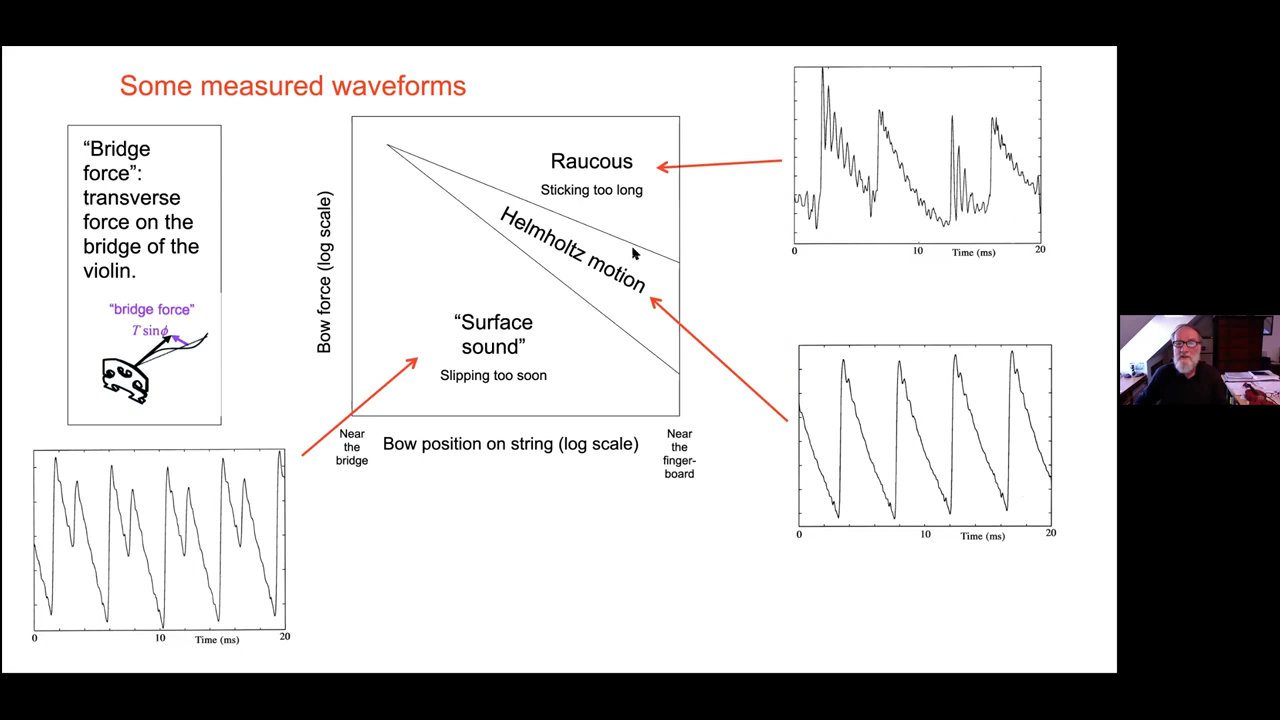 Some measured waveforms
“Bridge
force”:
transverse
force on the
bridge of the
violin.
“bridge force”
T sinϕ
Bow force (log scale)
Raucous
Sticking too long
Helmholtz motion
“Surface
sound”
Slipping too soon
Near
the
bridge
Bow position on string (log scale)
Near
the
finger-
board
0
10
Time (ms)
20
0
10
Time (ms)
20
0
10
Time (ms)
20